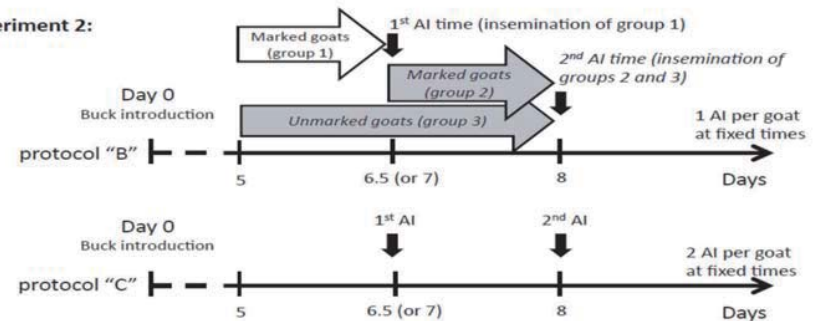 eriment 2:
1st AI time (insemination of group 1)
Marked goats
(group 1)
2nd AI time (insemination of
groups 2 and 3)
Marked goats
(group 2)
Day 0
Buck introduction
Unmarked goats (group 3)
1 AI per goat
at fixed times
protocol “B”
5
6.5 (or 7)
8
Days
1st AI
2nd AI
Day 0
Buck introduction
2 AI per goat
at fixed times
protocol “C”
5
6.5 (or 7)
8
Days